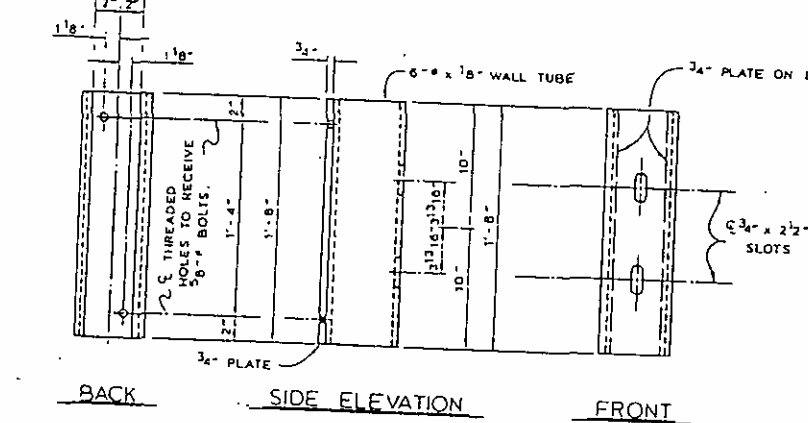 2" 2"
1 1/8"
1 1/8"
3/4"
6"ø x 1/8" WALL TUBE
3/4" PLATE ON
2"
1'-4"
2"
1'-8"
℄ THREADED
HOLES TO RECEIVE
5/8"ø BOLTS.
10"
3 13/16"
3 13/16"
10"
1'-8"
℄ 3/4" x 2 1/2"
SLOTS
3/4" PLATE
BACK
SIDE ELEVATION
FRONT